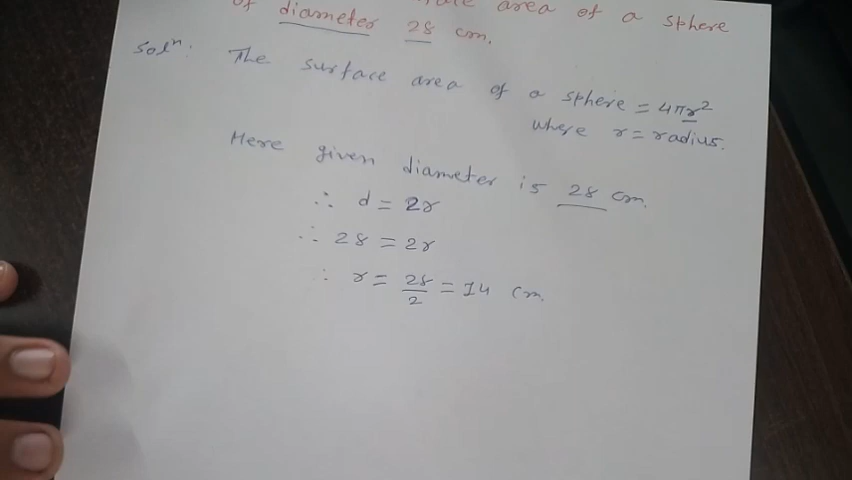 of diameter 28 cm. area of a sphere
Solⁿ: The surface area of a sphere = 4πr²
where r = radius.
Here given diameter is 28 cm.
∴ d = 2r
∴ 28 = 2r
∴ r = 28/2 = 14 cm.